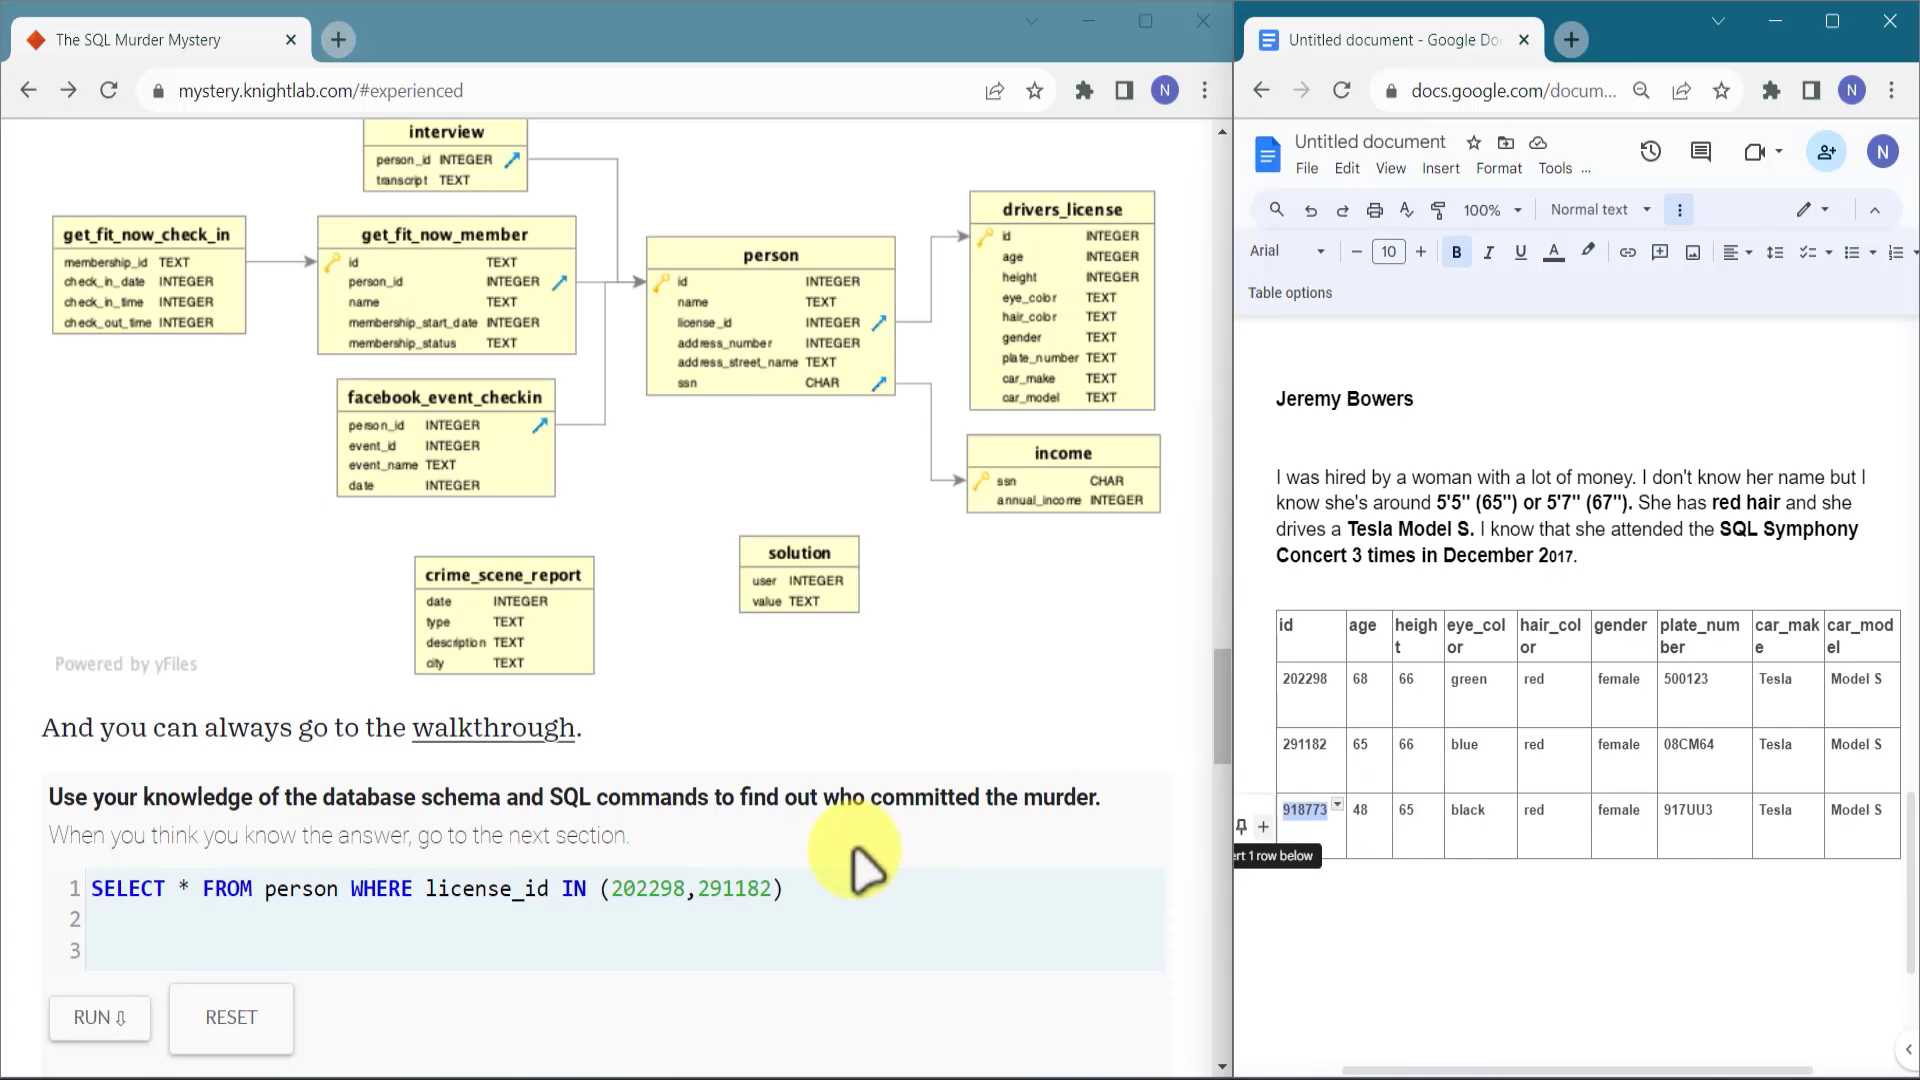 The SQL Murder Mystery
mystery.knightlab.com/#experienced
N
interview
person_id INTEGER
transcript TEXT
get_fit_now_check_in
membership_id TEXT
check_in_date INTEGER
check_in_time INTEGER
check_out_time INTEGER
get_fit_now_member
id TEXT
person_id INTEGER
name TEXT
membership_start_date INTEGER
membership_status TEXT
facebook_event_checkin
person_id INTEGER
event_id INTEGER
event_name TEXT
date INTEGER
person
id INTEGER
name TEXT
license_id INTEGER
address_number INTEGER
address_street_name TEXT
ssn CHAR
drivers_license
id INTEGER
age INTEGER
height INTEGER
eye_color TEXT
hair_color TEXT
gender TEXT
plate_number TEXT
car_make TEXT
car_model TEXT
income
ssn CHAR
annual_income INTEGER
solution
user INTEGER
value TEXT
crime_scene_report
date INTEGER
type TEXT
description TEXT
city TEXT
Powered by yFiles
And you can always go to the walkthrough.
Use your knowledge of the database schema and SQL commands to find out who committed the murder.
When you think you know the answer, go to the next section.
1 SELECT * FROM person WHERE license_id IN (202298,291182)
2
3
RUN ⇩
RESET
Untitled document - Google Do
docs.google.com/docum...
N
Untitled document
File Edit View Insert Format Tools ...
N
100% Normal text
Arial 10 B I U A
Table options
Jeremy Bowers
I was hired by a woman with a lot of money. I don't know her name but I
know she's around 5'5" (65") or 5'7" (67"). She has red hair and she
drives a Tesla Model S. I know that she attended the SQL Symphony
Concert 3 times in December 2017.
id age heigh eye_col hair_col gender plate_num car_mak car_mod
t or or ber e el
202298 68 66 green red female 500123 Tesla Model S
291182 65 66 blue red female 08CM64 Tesla Model S
918773 48 65 black red female 917UU3 Tesla Model S
ert 1 row below